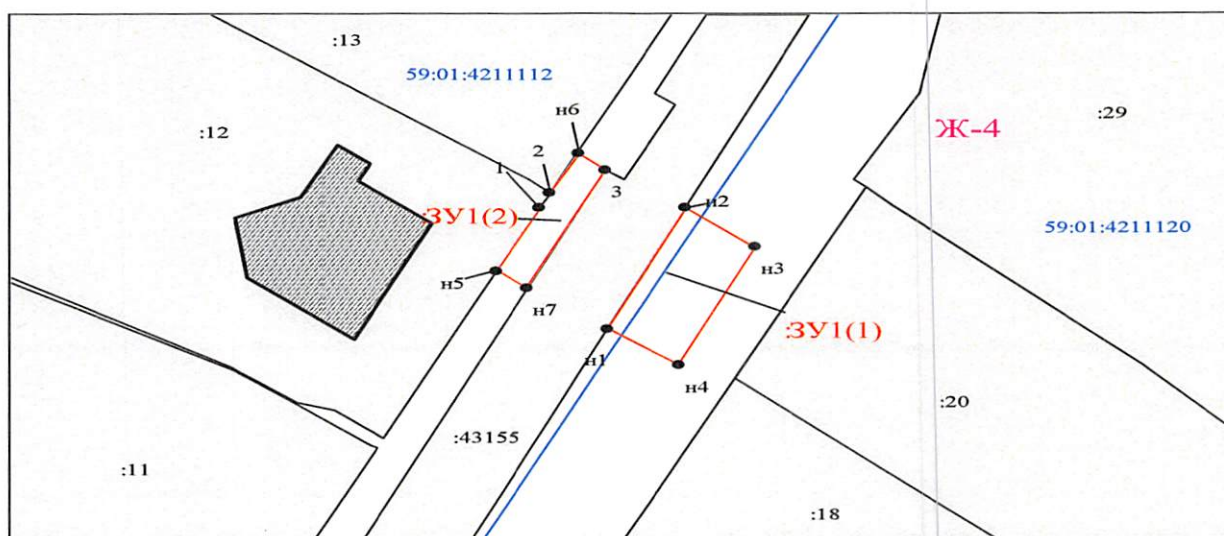 :13
59:01:4211112
:12
н6
2
1
3
:ЗУ1(2)
н2
н5
н7
н3
н1
н4
:ЗУ1(1)
Ж-4
:29
59:01:4211120
:43155
:11
:20
:18